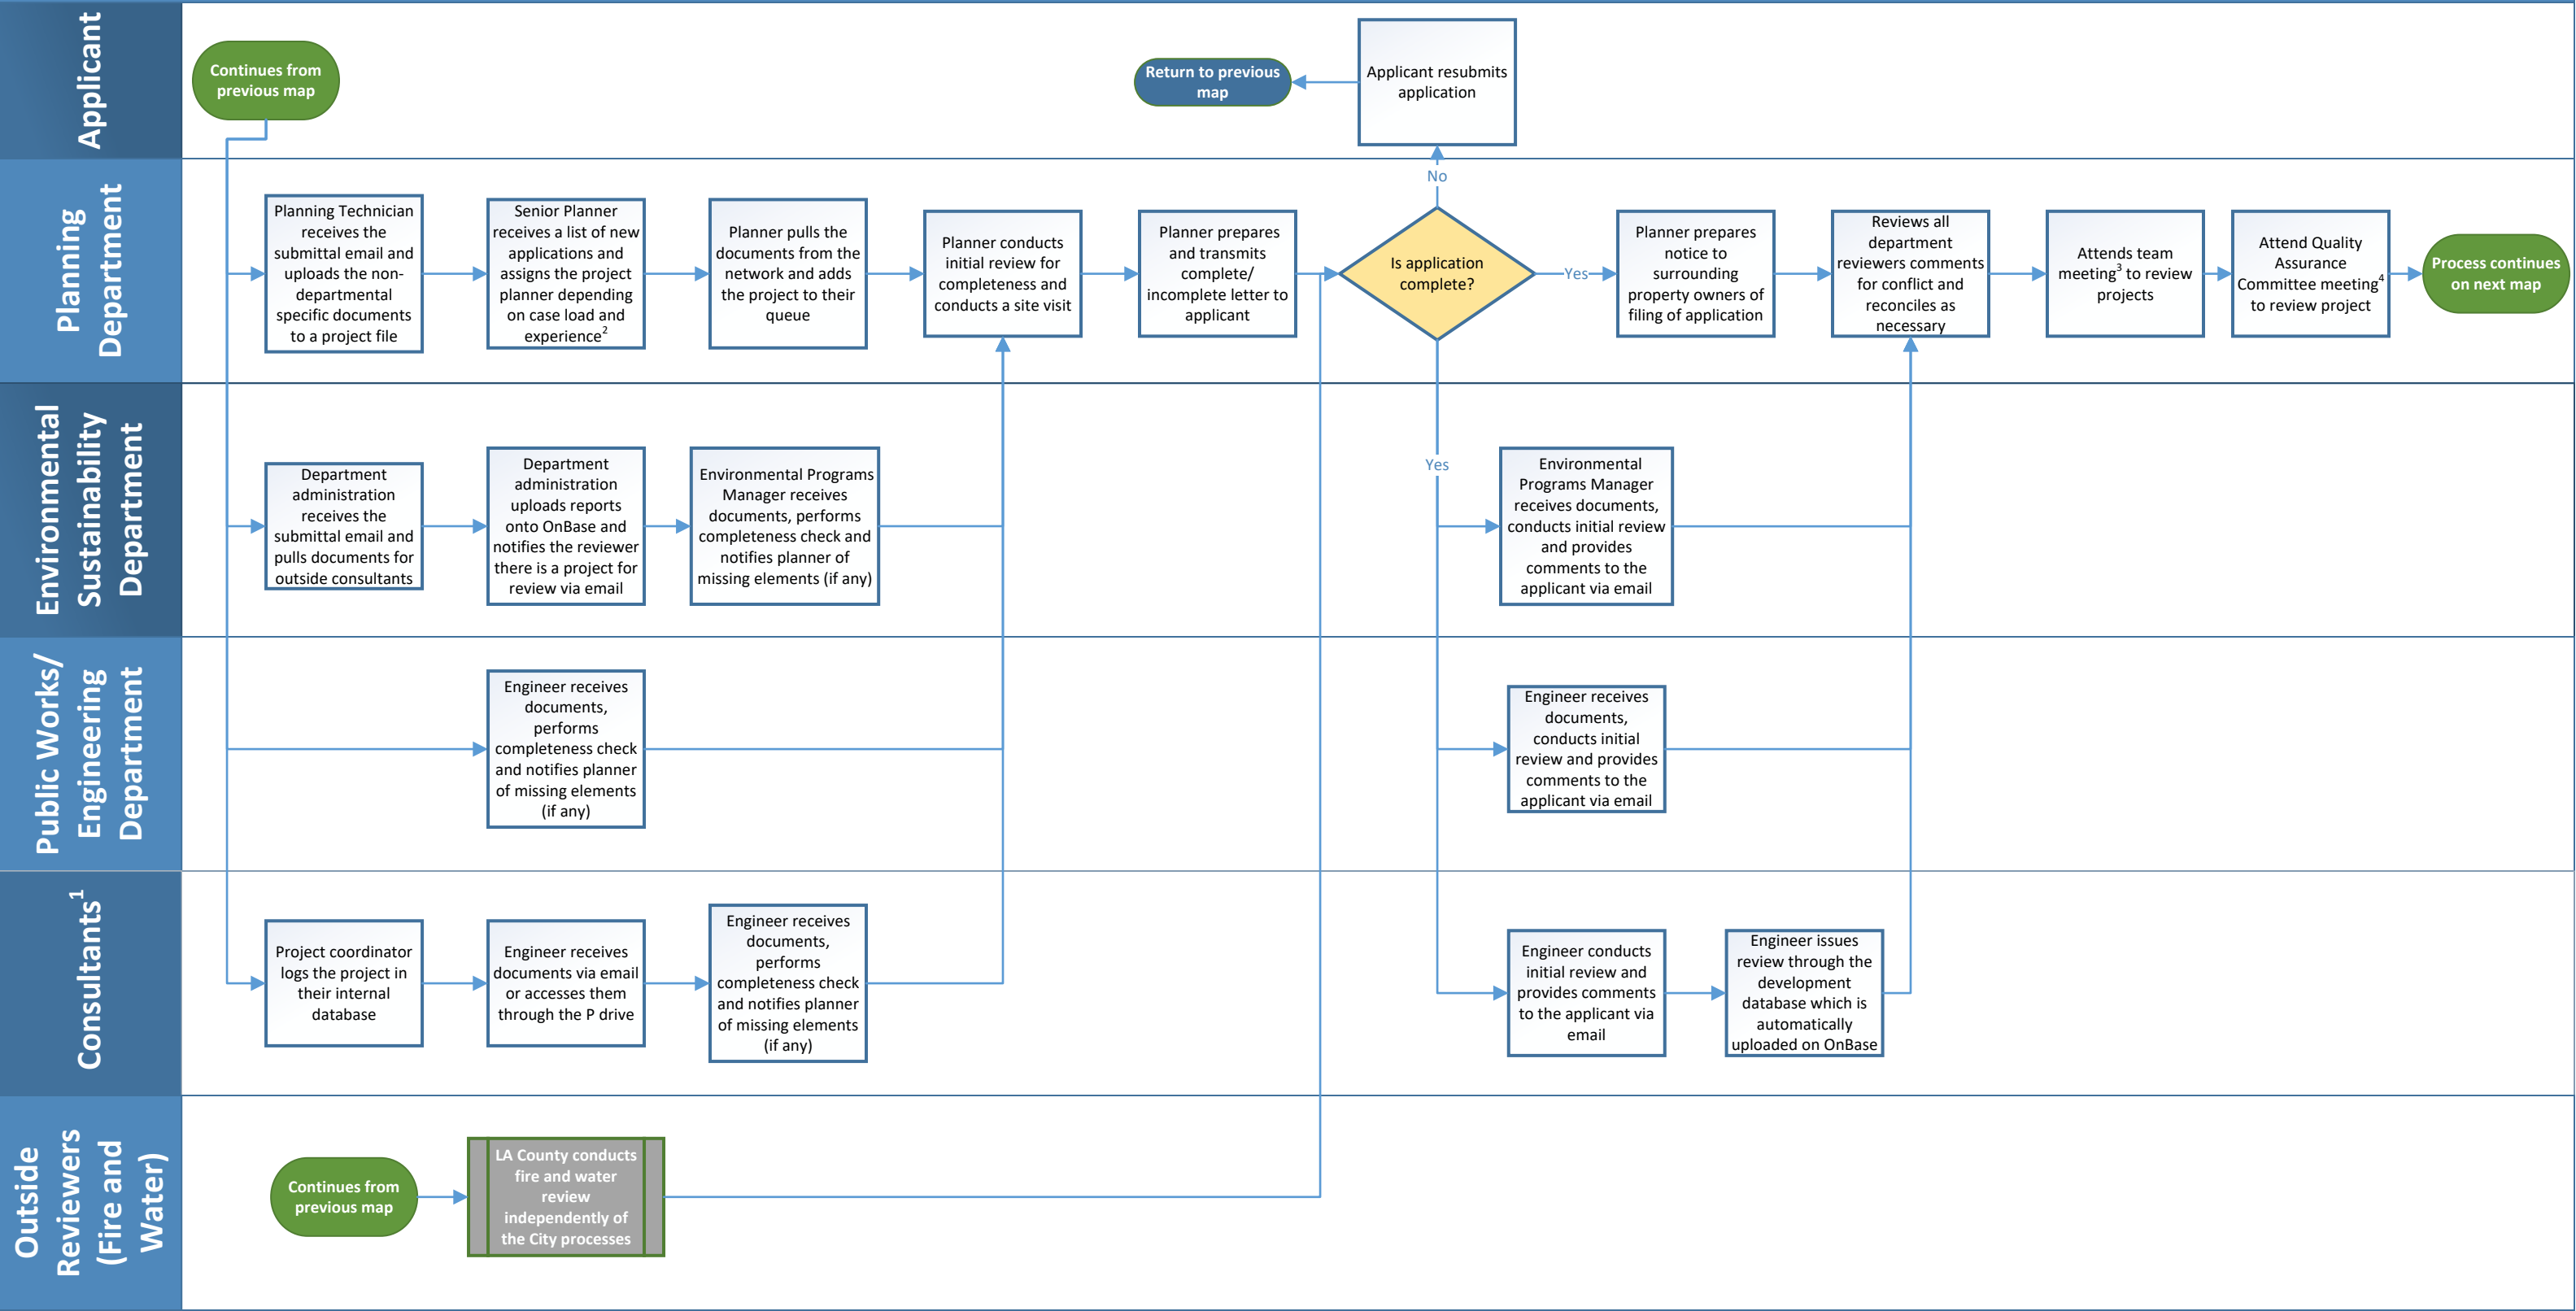 Applicant
Continues from
previous map
Return to previous
map
Applicant resubmits
application
Planning
Department
Planning Technician
receives the
submittal email and
uploads the non-
departmental
specific documents
to a project file
Senior Planner
receives a list of new
applications and
assigns the project
planner depending
on case load and
experience2
Planner pulls the
documents from the
network and adds
the project to their
queue
Planner conducts
initial review for
completeness and
conducts a site visit
Planner prepares
and transmits
complete/
incomplete letter to
applicant
No
Is application
complete?
Yes
Yes
Planner prepares
notice to
surrounding
property owners of
filing of application
Reviews all
department
reviewers comments
for conflict and
reconciles as
necessary
Attends team
meeting3 to review
projects
Attend Quality
Assurance
Committee meeting4
to review project
Process continues
on next map
Environmental
Sustainability
Department
Department
administration
receives the
submittal email and
pulls documents for
outside consultants
Department
administration
uploads reports
onto OnBase and
notifies the reviewer
there is a project for
review via email
Environmental Programs
Manager receives
documents, performs
completeness check and
notifies planner of
missing elements (if any)
Environmental
Programs Manager
receives documents,
conducts initial review
and provides
comments to the
applicant via email
Public Works/
Engineering
Department
Engineer receives
documents,
performs
completeness check
and notifies planner
of missing elements
(if any)
Engineer receives
documents,
conducts initial
review and provides
comments to the
applicant via email
Consultants1
Project coordinator
logs the project in
their internal
database
Engineer receives
documents via email
or accesses them
through the P drive
Engineer receives
documents,
performs
completeness check
and notifies planner
of missing elements
(if any)
Engineer conducts
initial review and
provides comments
to the applicant via
email
Engineer issues
review through the
development
database which is
automatically
uploaded on OnBase
Outside
Reviewers
(Fire and
Water)
Continues from
previous map
LA County conducts
fire and water
review
independently of
the City processes